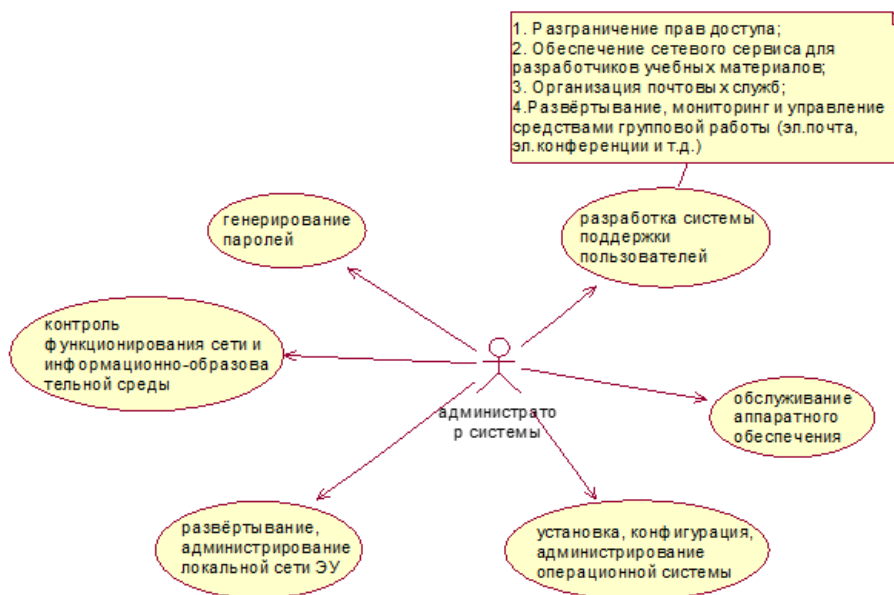 1. Разграничение прав доступа;
2. Обеспечение сетевого сервиса для
разработчиков учебных материалов;
3. Организация почтовых служб;
4.Развёртывание, мониторинг и управление
средствами групповой работы (эл.почта,
эл.конференции и т.д.)
генерирование
паролей
разработка системы
поддержки
пользователей
контроль
функционирования сети и
информационно-образова
тельной среды
администрато
р системы
обслуживание
аппаратного
обеспечения
развёртывание,
администрирование
локальной сети ЭУ
установка, конфигурация,
администрирование
операционной системы